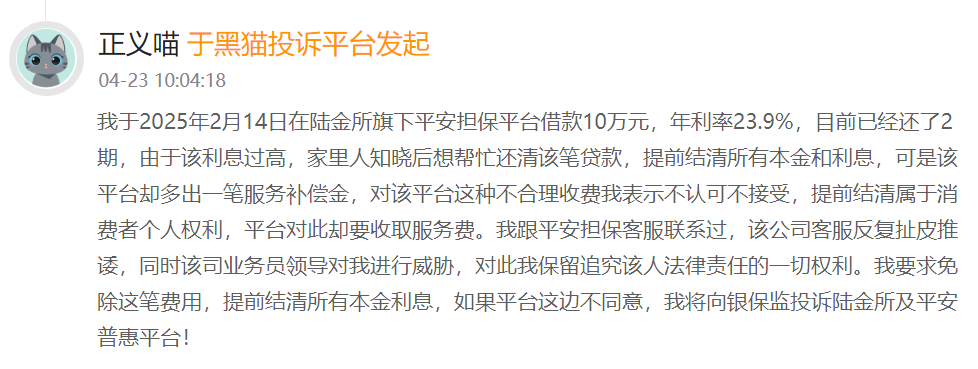 正义喵 于黑猫投诉平台发起
04-23 10:04:18
我于2025年2月14日在陆金所旗下平安担保平台借款10万元，年利率23.9%，目前已经还了2
期，由于该利息过高，家里人知晓后想帮忙还清该笔贷款，提前结清所有本金和利息，可是该
平台却多出一笔服务补偿金，对该平台这种不合理收费我表示不认可不接受，提前结清属于消
费者个人权利，平台对此却要收取服务费。我跟平安担保客服联系过，该公司客服反复扯皮推
诿，同时该司业务员领导对我进行威胁，对此我保留追究该人法律责任的一切权利。我要求免
除这笔费用，提前结清所有本金利息，如果平台这边不同意，我将向银保监投诉陆金所及平安
普惠平台！